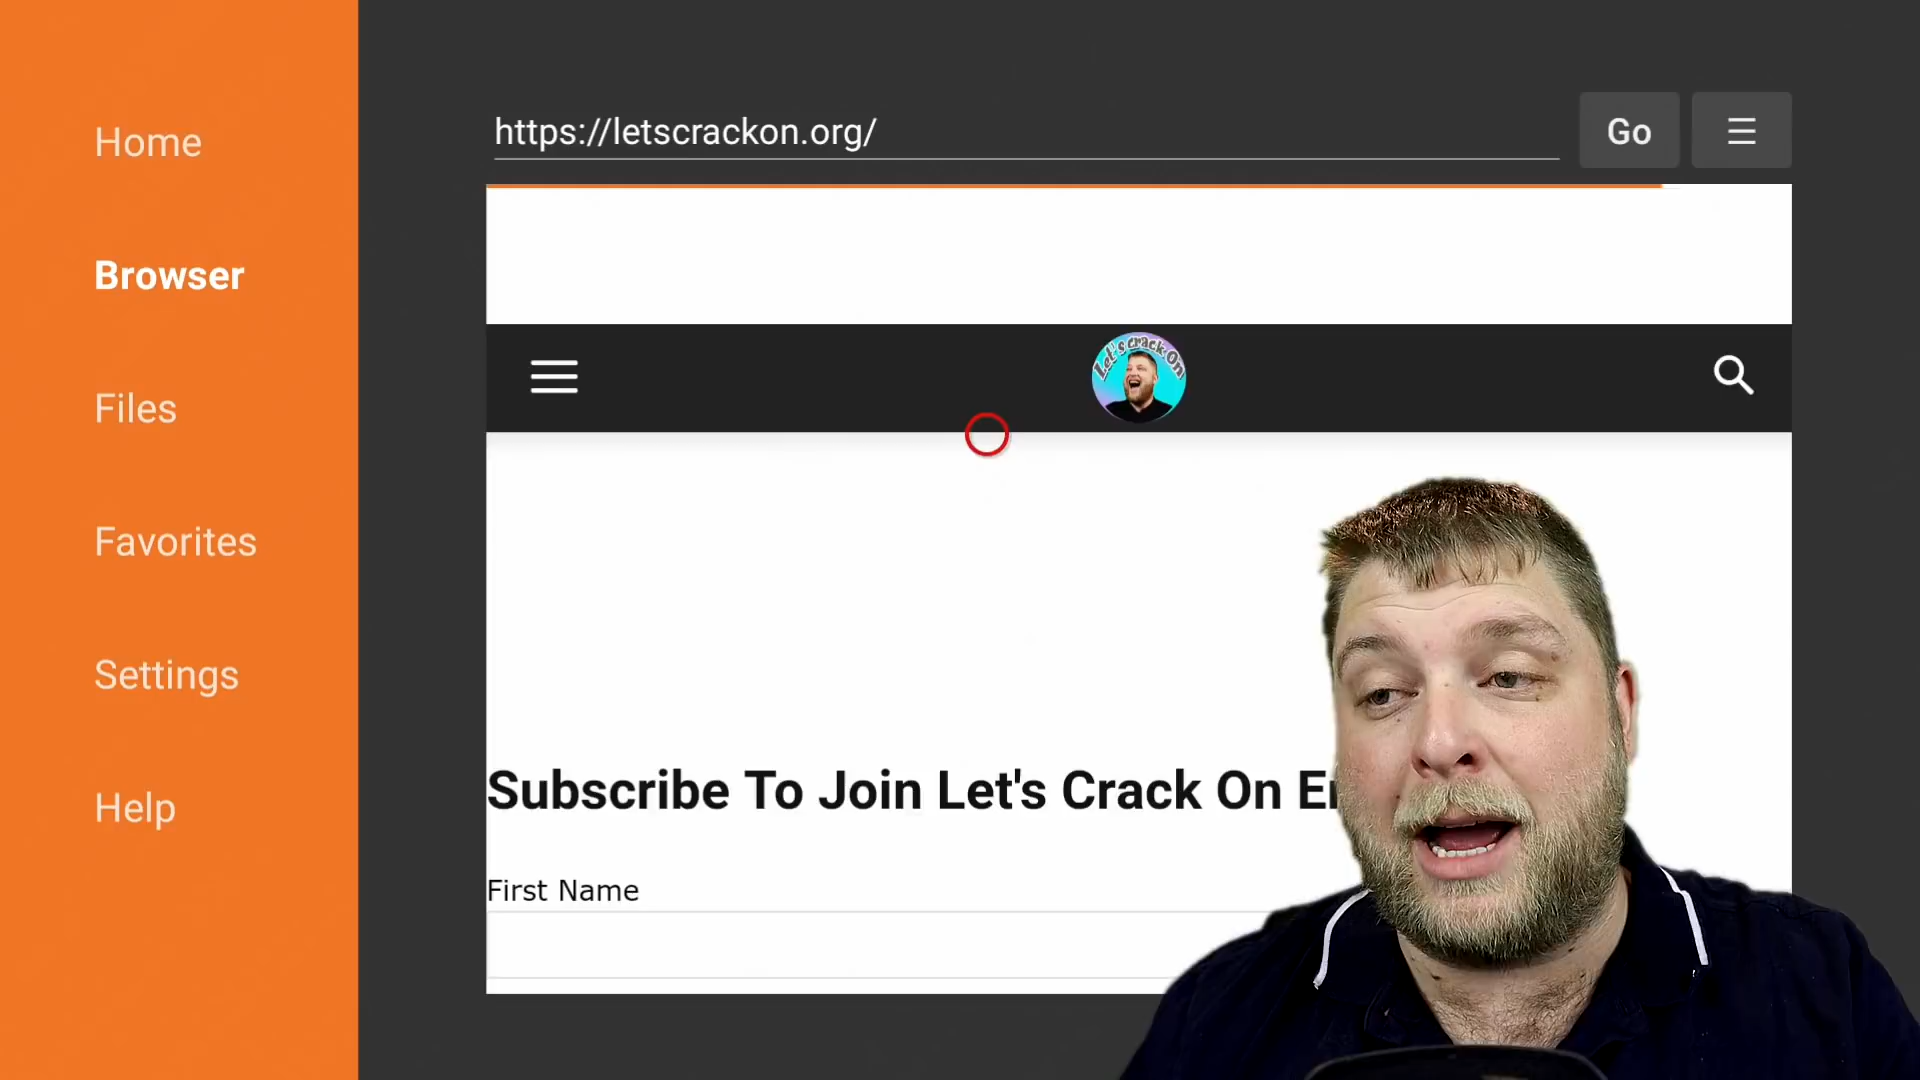 Home
Browser
Files
Favorites
Settings
Help
https://letscrackon.org/
Go
Let's crack On
Subscribe To Join Let's Crack On
First Name